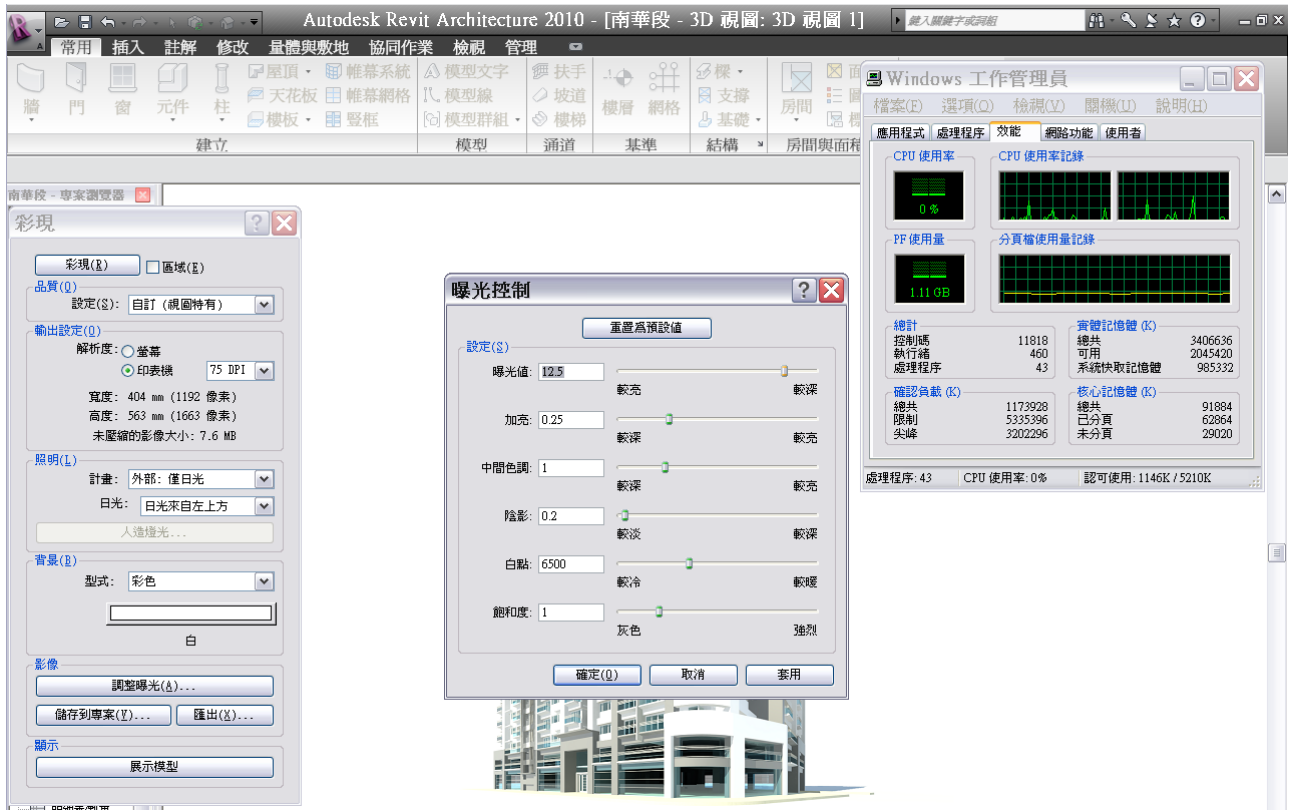 Autodesk Revit Architecture 2010 - [南華段 - 3D 視圖: 3D 視圖 1]
鍵入關鍵字或詞組
常用 插入 註解 修改 量體與敷地 協同作業 檢視 管理
屋頂 帷幕系統 模型文字 扶手 樑
天花板 帷幕網格 模型線 坡道 支撐
樓板 豎框 模型群組 樓梯 基礎
牆 門 窗 元件 柱 樓層 網格 房間
建立 模型 通道 基準 結構 房間與面積
南華段 - 專案瀏覽器
彩現
彩現(R) 區域(E)
品質(Q)
設定(S): 自訂 (視圖特有)
輸出設定(O)
解析度: 螢幕
印表機 75 DPI
寬度: 404 mm (1192 像素)
高度: 563 mm (1663 像素)
未壓縮的影像大小: 7.6 MB
照明(L)
計畫: 外部: 僅日光
日光: 日光來自左上方
人造燈光...
背景(B)
型式: 彩色
白
影像
調整曝光(A)...
儲存到專案(V)... 匯出(X)...
顯示
展示模型
曝光控制
重置為預設值
設定(S)
曝光值: 12.5
較亮 較深
加亮: 0.25
較深 較亮
中間色調: 1
較深 較亮
陰影: 0.2
較淡 較深
白點: 6500
較冷 較暖
飽和度: 1
灰色 強烈
確定(O) 取消 套用
Windows 工作管理員
檔案(F) 選項(O) 檢視(V) 關機(U) 說明(H)
應用程式 處理程序 效能 網路功能 使用者
CPU 使用率 CPU 使用率記錄
0 %
PF 使用量 分頁檔使用量記錄
1.11 GB
總計
控制碼 11818
執行緒 460
處理程序 43
實體記憶體 (K)
總共 3406636
可用 2045420
系統快取記憶體 985332
確認負載 (K)
總共 1173928
限制 5335396
尖峰 3202296
核心記憶體 (K)
總共 91884
已分頁 62864
未分頁 29020
處理程序: 43 CPU 使用率: 0% 認可使用: 1146K / 5210K